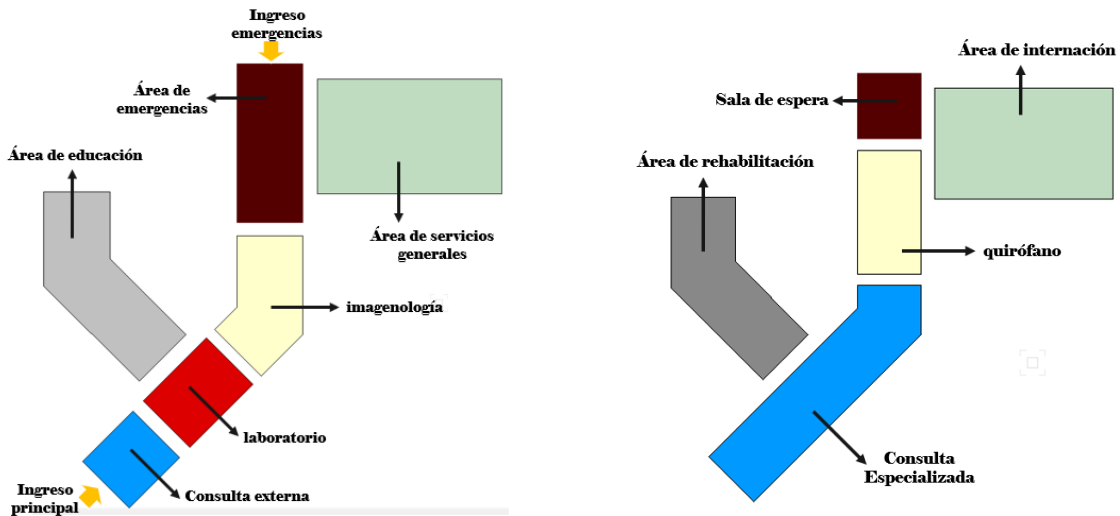 Ingreso
emergencias
Área de
emergencias
Área de educación
Área de servicios
generales
imagenología
laboratorio
Consulta externa
Ingreso
principal
Área de internación
Sala de espera
Área de rehabilitación
quirófano
Consulta
Especializada